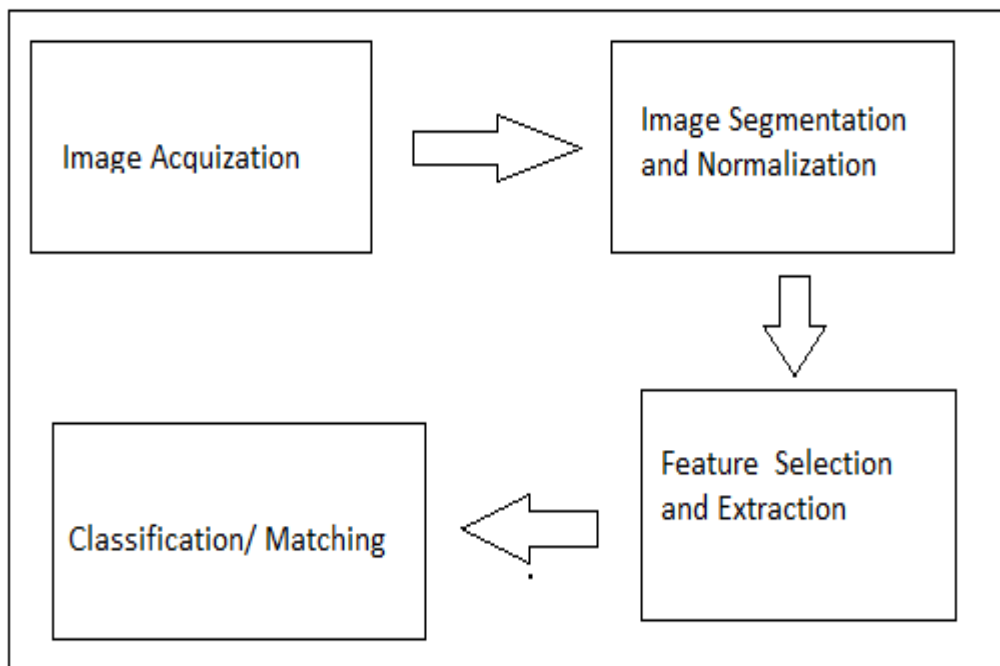 Image Acquization
Image Segmentation
and Normalization
Feature Selection
and Extraction
Classification/ Matching